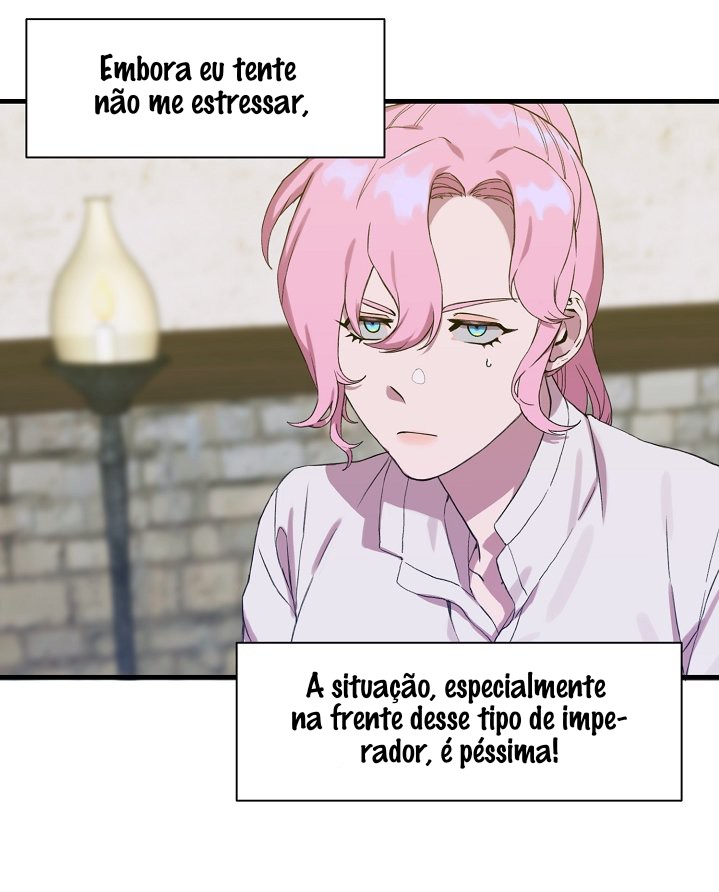 Embora eu tente
não me estressar,
A situação, especialmente
na frente desse tipo de impe-
rador, é péssima!